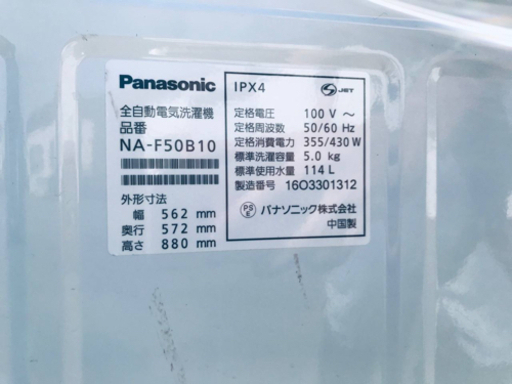 Panasonic
全自動電気洗濯機
品番
NA-F50B10
外形寸法
幅 562 mm
奥行 572 mm
高さ 880 mm
IPX4
S JET
定格電圧 100 V ～
定格周波数 50/60 Hz
定格消費電力 355/430 W
標準洗濯容量 5.0 kg
標準使用水量 114 L
製造番号 16O3301312
PSE パナソニック株式会社
中国製